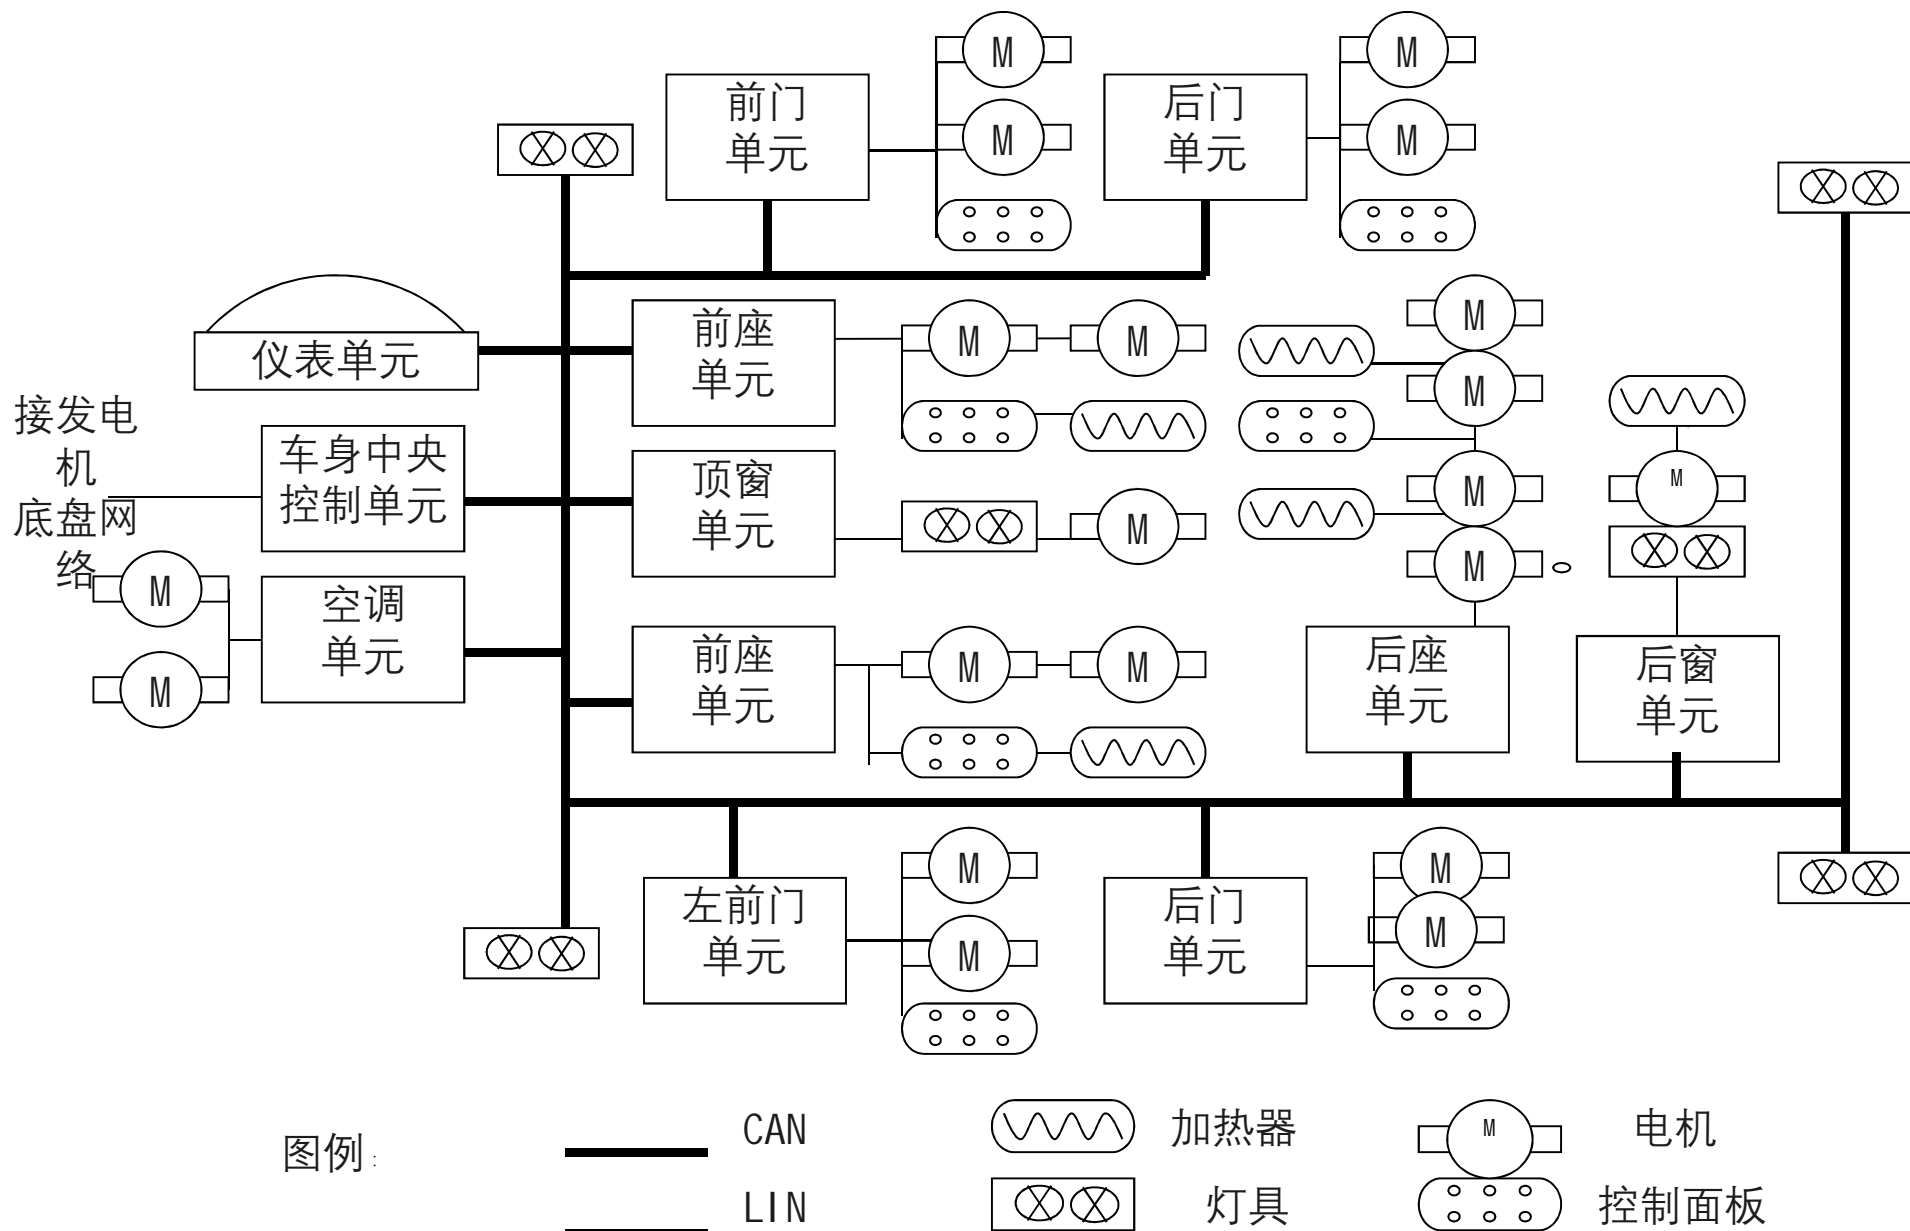 M
M
前门
单元
M
M
后门
单元
仪表单元
前座
单元
M
M
M
M
接发电
机
底盘网
络
车身中央
控制单元
顶窗
单元
M
M
M
M
M
M
空调
单元
M
前座
单元
M
M
后座
单元
后窗
单元
左前门
单元
M
M
后门
单元
M
M
图例:
CAN
加热器
M
电机
LIN
灯具
控制面板